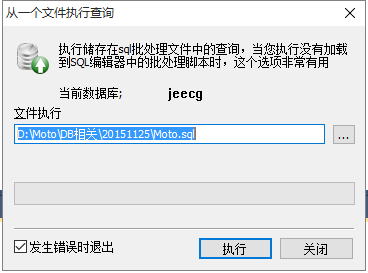 从一个文件执行查询
执行储存在sql批处理文件中的查询，当您执行没有加载
到SQL编辑器中的批处理脚本时，这个选项非常有用
当前数据库; jeecg
文件执行
D:\Moto\DB相关\20151125\Moto.sql
...
发生错误时退出
执行
关闭